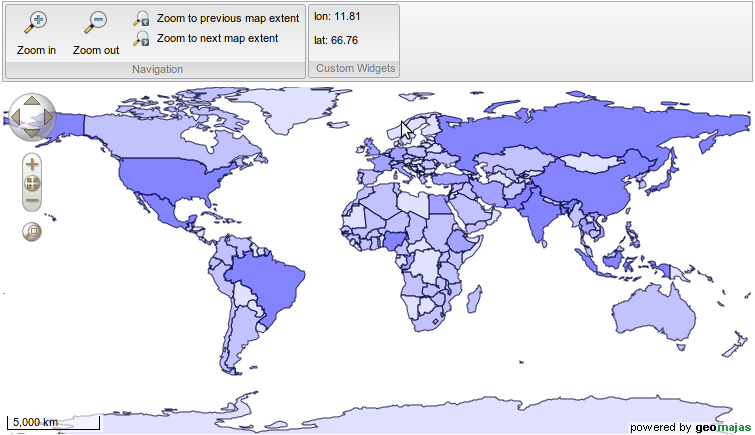 Zoom in
Zoom out
Zoom to previous map extent
Zoom to next map extent
Navigation
lon: 11.81
lat: 66.76
Custom Widgets
5,000 km
powered by geomajas